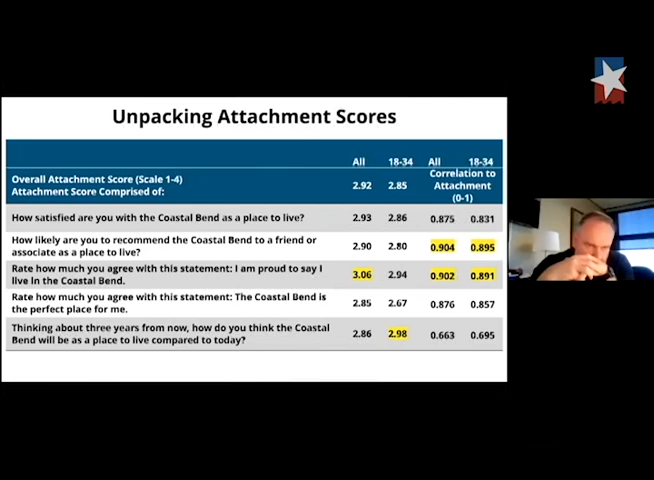 Unpacking Attachment Scores
All 18-34 All 18-34
Overall Attachment Score (Scale 1-4)
Attachment Score Comprised of:
2.92 2.85
Correlation to
Attachment
(0-1)
How satisfied are you with the Coastal Bend as a place to live? 2.93 2.86 0.875 0.831
How likely are you to recommend the Coastal Bend to a friend or
associate as a place to live?
2.90 2.80 0.904 0.895
Rate how much you agree with this statement: I am proud to say I
live in the Coastal Bend.
3.06 2.94 0.902 0.891
Rate how much you agree with this statement: The Coastal Bend is
the perfect place for me.
2.85 2.67 0.876 0.857
Thinking about three years from now, how do you think the Coastal
Bend will be as a place to live compared to today?
2.86 2.98 0.663 0.695